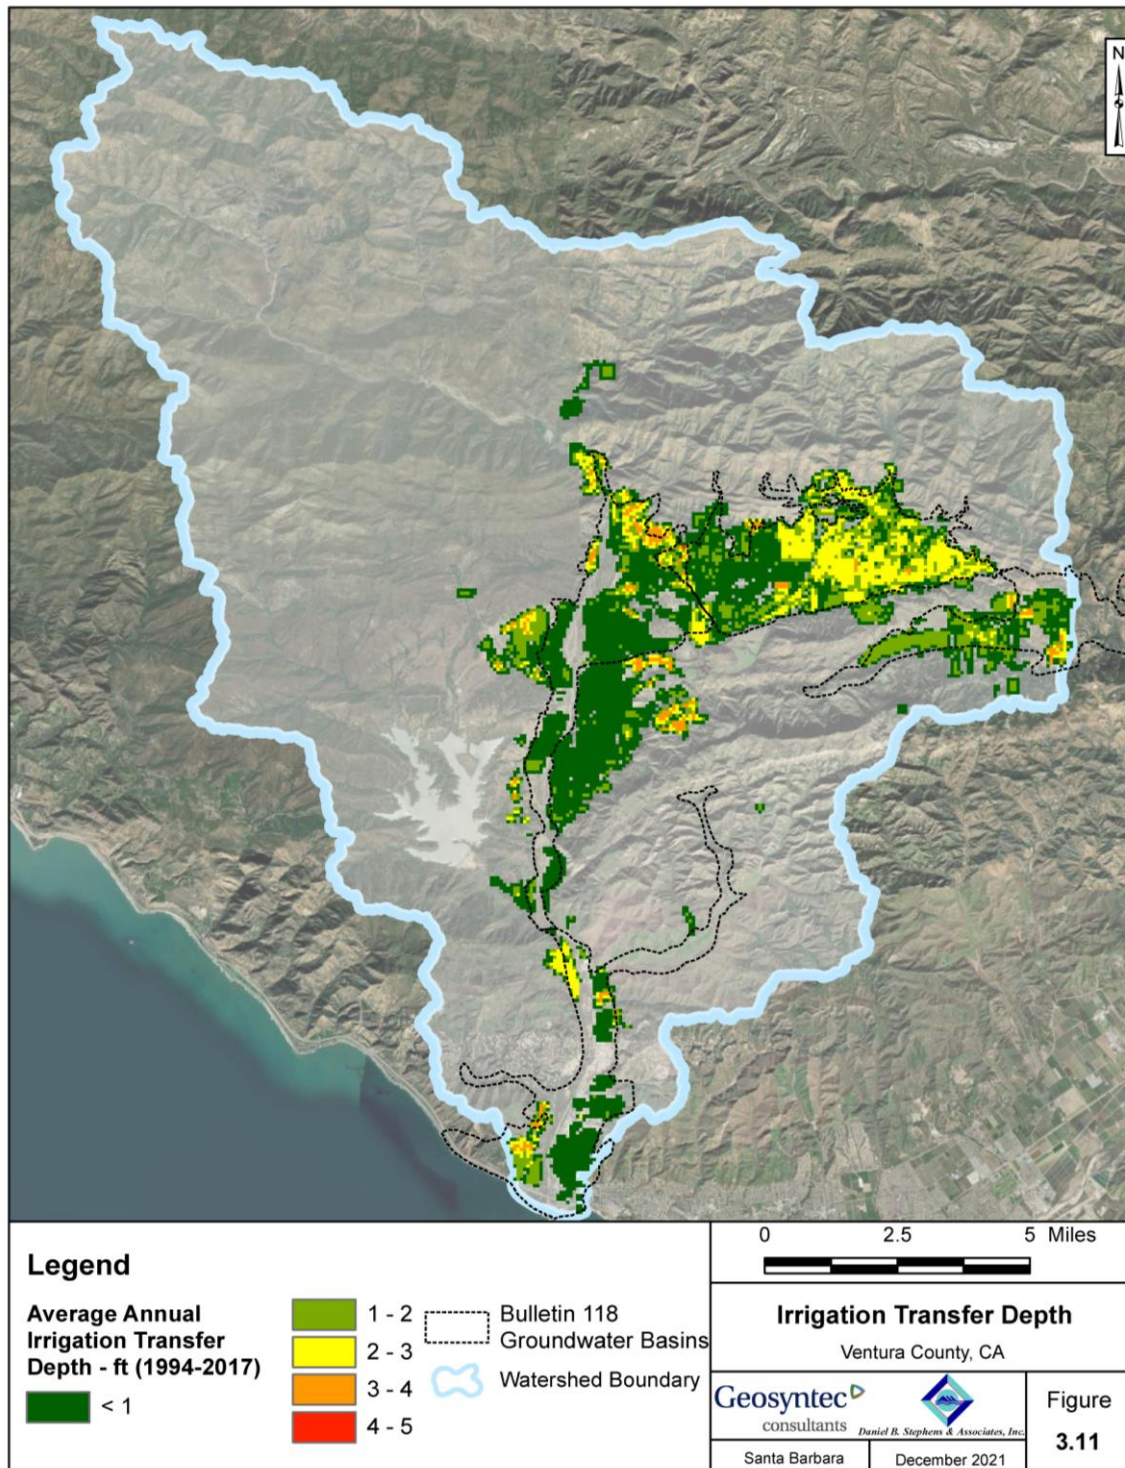 N
Legend
Average Annual
Irrigation Transfer
Depth - ft (1994-2017)
< 1
1 - 2
2 - 3
3 - 4
4 - 5
Bulletin 118
Groundwater Basins
Watershed Boundary
0 2.5 5 Miles
Irrigation Transfer Depth
Ventura County, CA
Geosyntec
consultants
Daniel B. Stephens & Associates, Inc.
Santa Barbara
December 2021
Figure
3.11